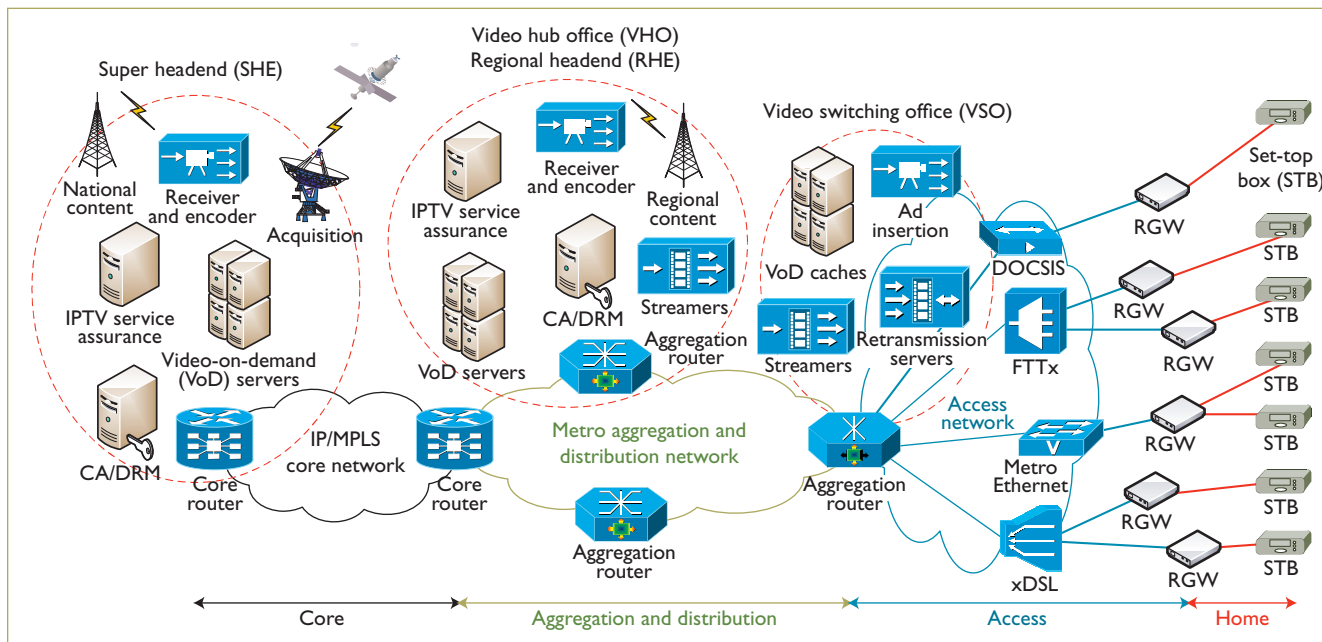 Super headend (SHE)
National
content
Receiver
and encoder
Acquisition
IPTV service
assurance
Video-on-demand
(VoD) servers
CA/DRM
Core
router
IP/MPLS
core network
Core
router
Video hub office (VHO)
Regional headend (RHE)
IPTV service
assurance
Receiver
and encoder
Regional
content
VoD servers
CA/DRM
Streamers
Aggregation
router
Metro aggregation and
distribution network
Aggregation
router
Video switching office (VSO)
VoD caches
Ad
insertion
Streamers
Retransmission
servers
Aggregation
router
Access
network
DOCSIS
FTTx
Metro
Ethernet
xDSL
RGW
RGW
RGW
RGW
RGW
RGW
Set-top
box (STB)
STB
STB
STB
STB
STB
STB
Core
Aggregation and distribution
Access
Home